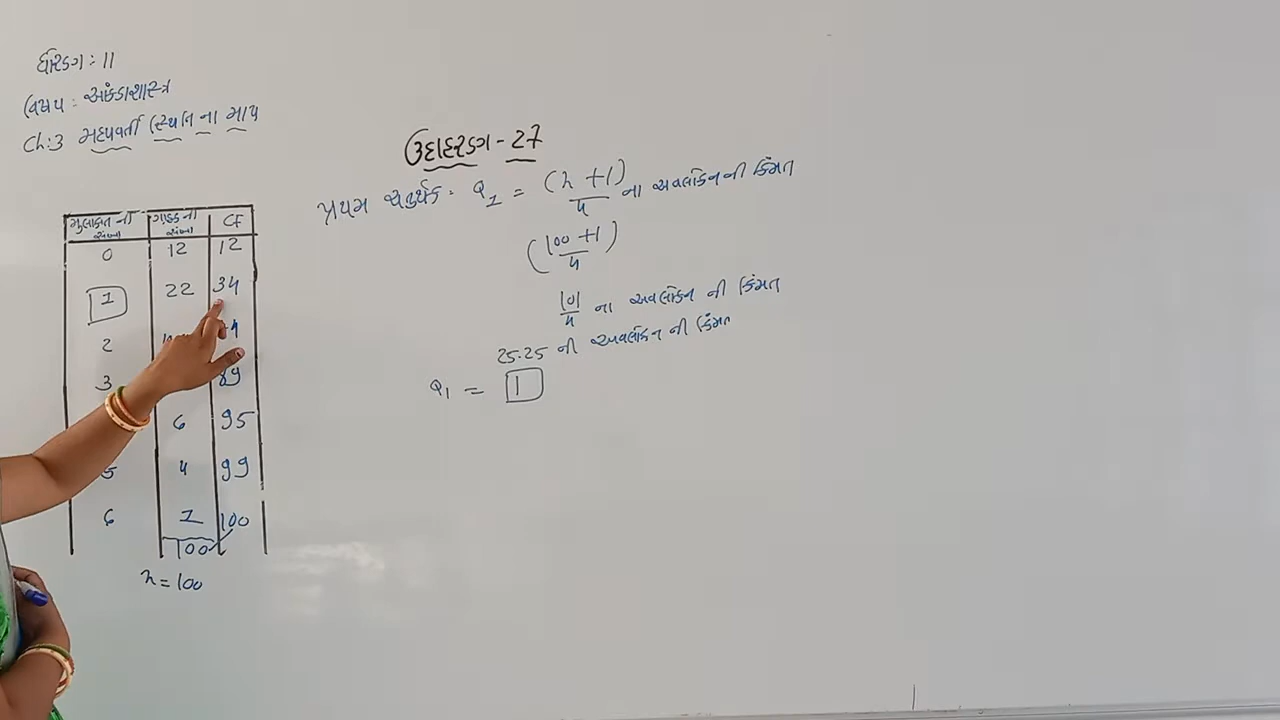 ધોરણ : 11
વિષય : આંકડાશાસ્ત્ર
Ch:3 મધ્યવર્તી સ્થિતિ ના માપ
ઉદાહરણ - 27
પ્રથમ ચતુર્થક : Q1 = (n + 1) / 4 ના અવલોકનની કિંમત
(100 + 1 / 4)
101 / 4 ના અવલોકન ની કિંમત
25.25 ની અવલોકન ની કિંમત
Q1 = 1
મુલાકાત ની સંખ્યા ગ્રાહક ની સંખ્યા CF
0 12 12
1 22 34
2
3 89
6 95
5 4 99
6 1 100
100
n = 100